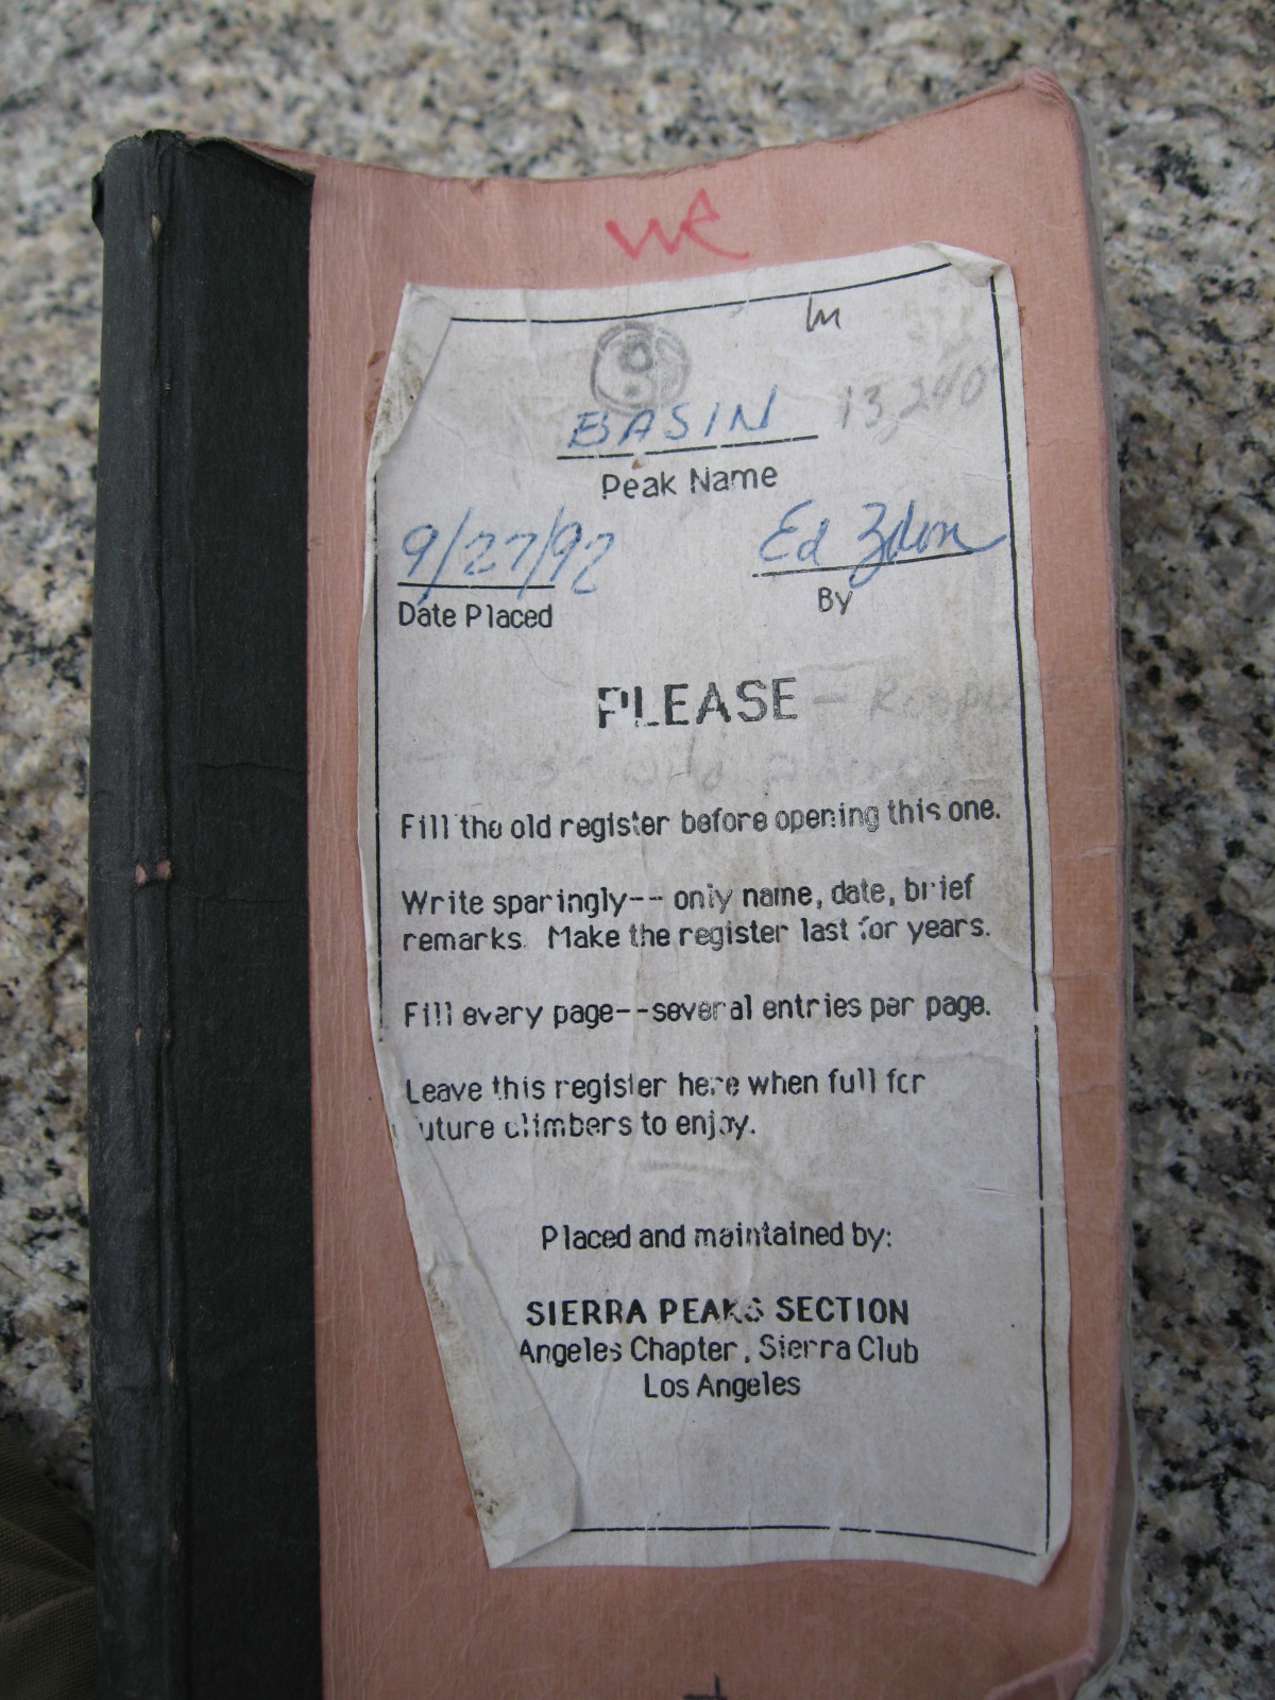 we
BASIN 13,240
Peak Name
9/27/92 Ed Zdon
Date Placed By
PLEASE -
Fill the old register before opening this one.
Write sparingly-- only name, date, brief
remarks. Make the register last for years.
Fill every page--several entries per page.
Leave this register here when full for
future climbers to enjoy.
Placed and maintained by:
SIERRA PEAKS SECTION
Angeles Chapter, Sierra Club
Los Angeles